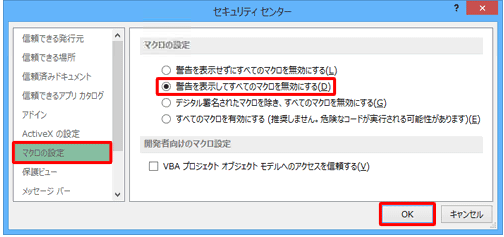 セキュリティ センター
? ×
信頼できる発行元
信頼できる場所
信頼済みドキュメント
信頼できるアプリ カタログ
アドイン
ActiveX の設定
マクロの設定
保護ビュー
メッセージ バー
マクロの設定
警告を表示せずにすべてのマクロを無効にする(L)
警告を表示してすべてのマクロを無効にする(D)
デジタル署名されたマクロを除き、すべてのマクロを無効にする(G)
すべてのマクロを有効にする (推奨しません。危険なコードが実行される可能性があります)(E)
開発者向けのマクロ設定
VBA プロジェクト オブジェクト モデルへのアクセスを信頼する(V)
OK
キャンセル